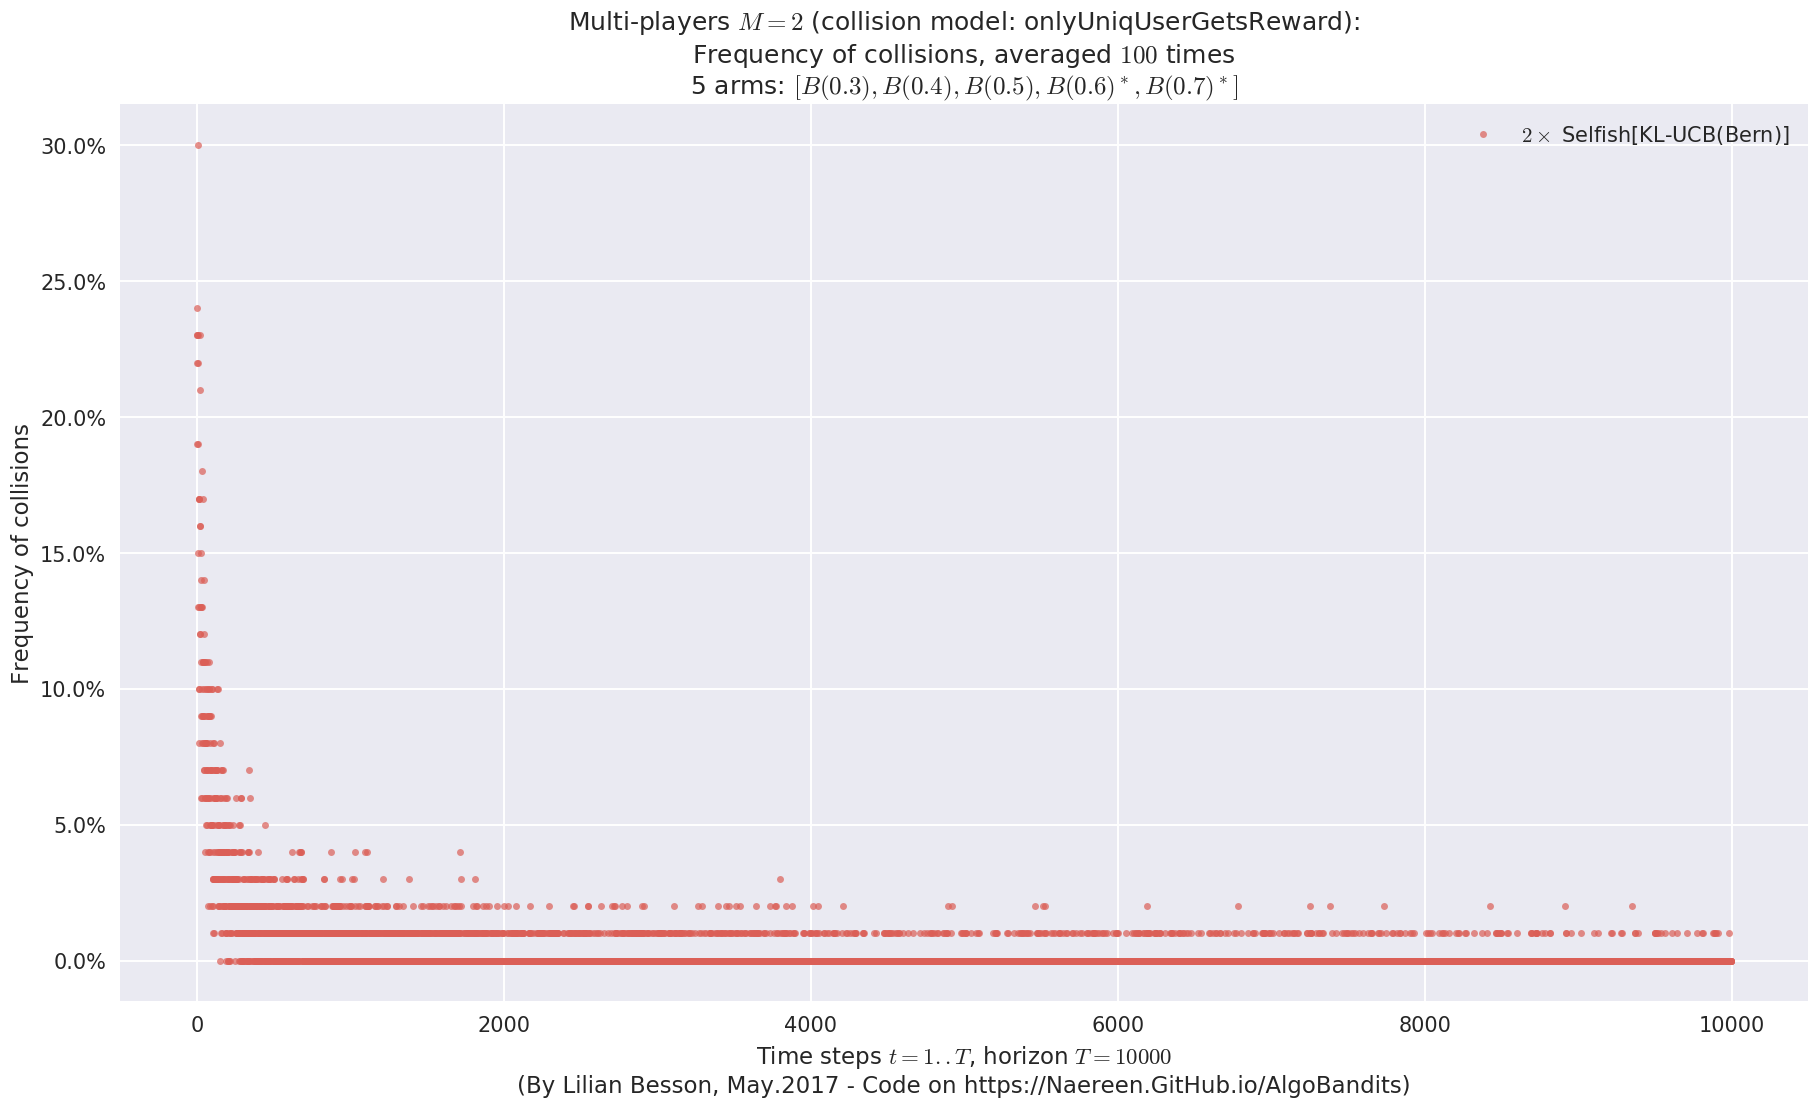 Multi-players M = 2 (collision model: onlyUniqUserGetsReward):
Frequency of collisions, averaged 100 times
5 arms: [B(0.3), B(0.4), B(0.5), B(0.6)*, B(0.7)*]
2× Selfish[KL-UCB(Bern)]
30.0%
25.0%
20.0%
15.0%
10.0%
5.0%
0.0%
Frequency of collisions
0 2000 4000 6000 8000 10000
Time steps t = 1..T, horizon T = 10000
(By Lilian Besson, May.2017 - Code on https://Naereen.GitHub.io/AlgoBandits)